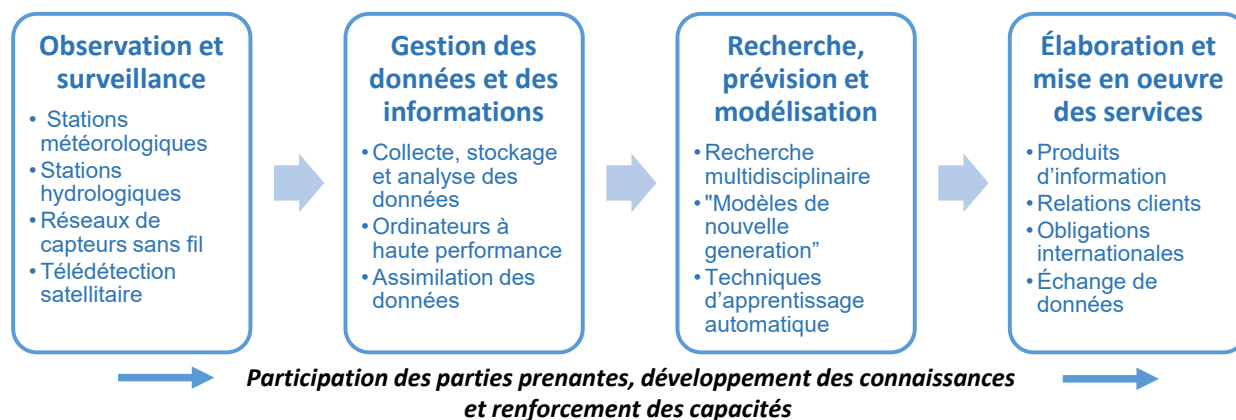 Observation et
surveillance
• Stations
météorologiques
• Stations
hydrologiques
• Réseaux de
capteurs sans fil
• Télédétection
satellitaire
Gestion des
données et des
informations
• Collecte, stockage
et analyse des
données
• Ordinateurs à
haute performance
• Assimilation des
données
Recherche,
prévision et
modélisation
• Recherche
multidisciplinaire
• "Modèles de
nouvelle
generation”
• Techniques
d’apprentissage
automatique
Élaboration et
mise en oeuvre
des services
• Produits
d’information
• Relations clients
• Obligations
internationales
• Échange de
données
Participation des parties prenantes, développement des connaissances
et renforcement des capacités